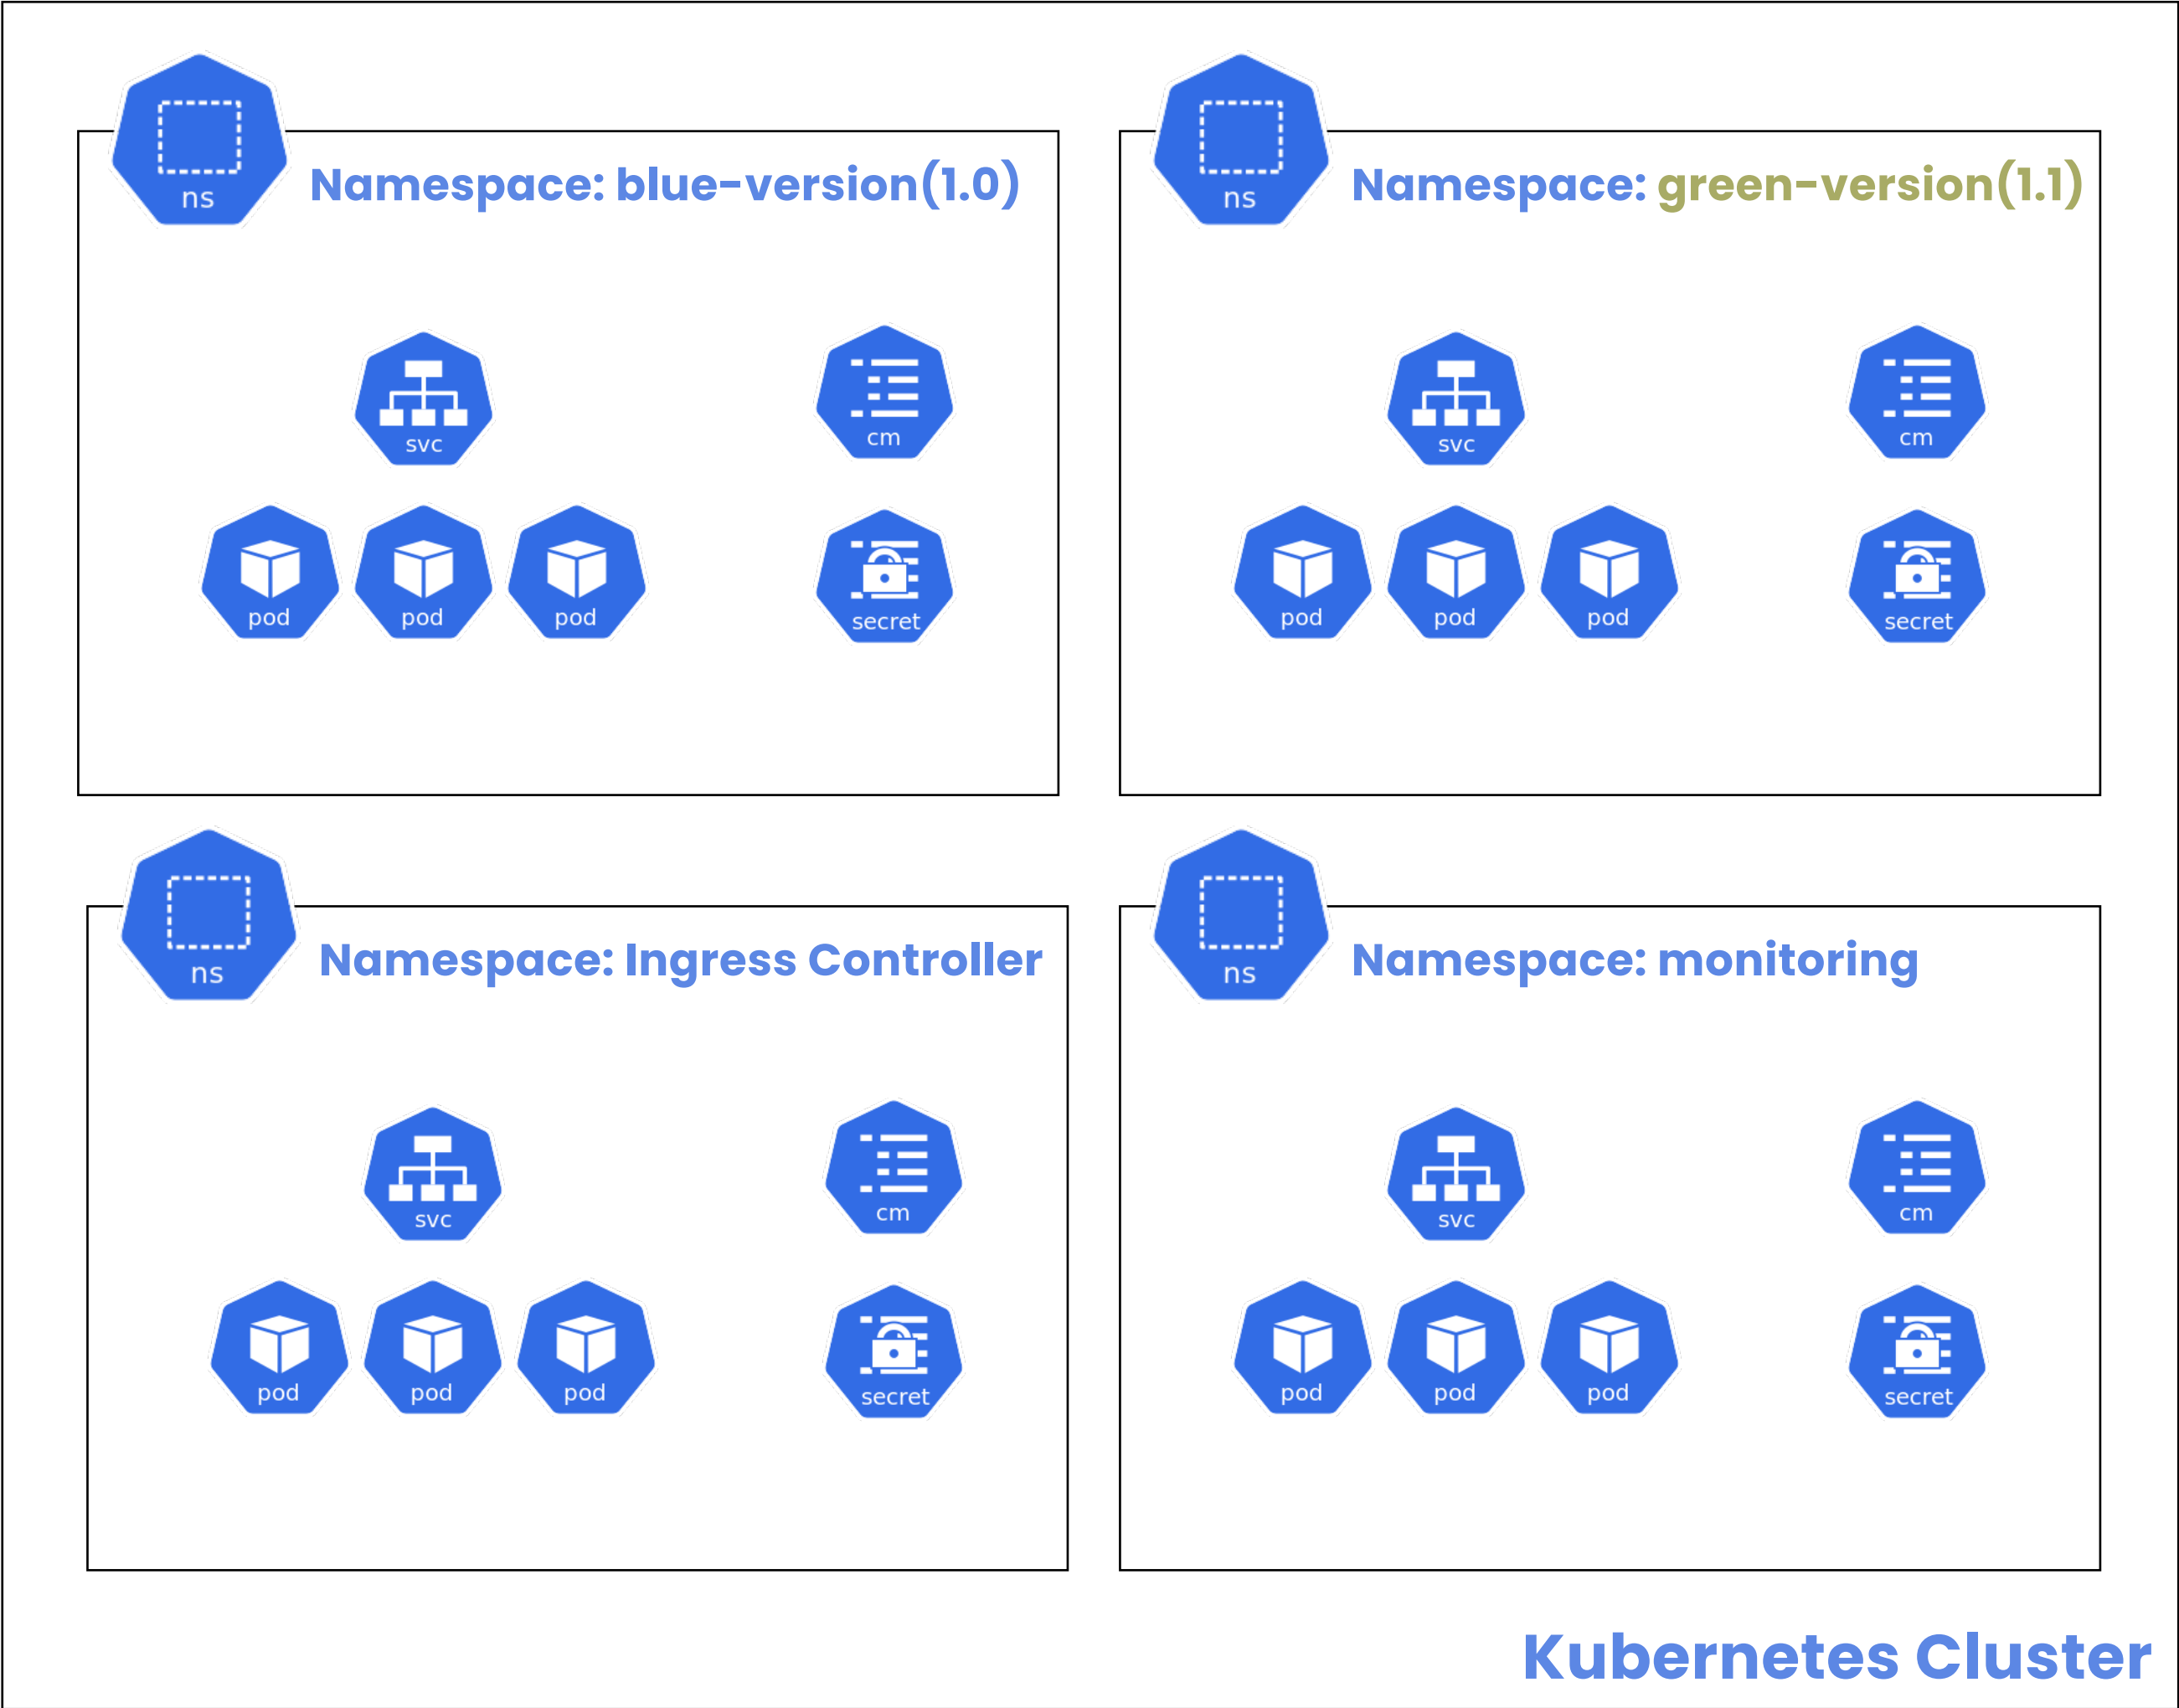 ns
Namespace: blue-version(1.0)
svc
cm
pod pod pod
secret
ns
Namespace: green-version(1.1)
svc
cm
pod pod pod
secret
ns
Namespace: Ingress Controller
svc
cm
pod pod pod
secret
ns
Namespace: monitoring
svc
cm
pod pod pod
secret
Kubernetes Cluster